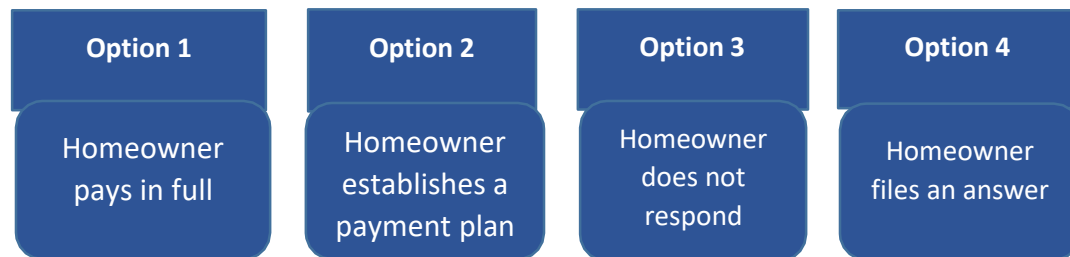 Option 1
Homeowner
pays in full
Option 2
Homeowner
establishes a
payment plan
Option 3
Homeowner
does not
respond
Option 4
Homeowner
files an answer